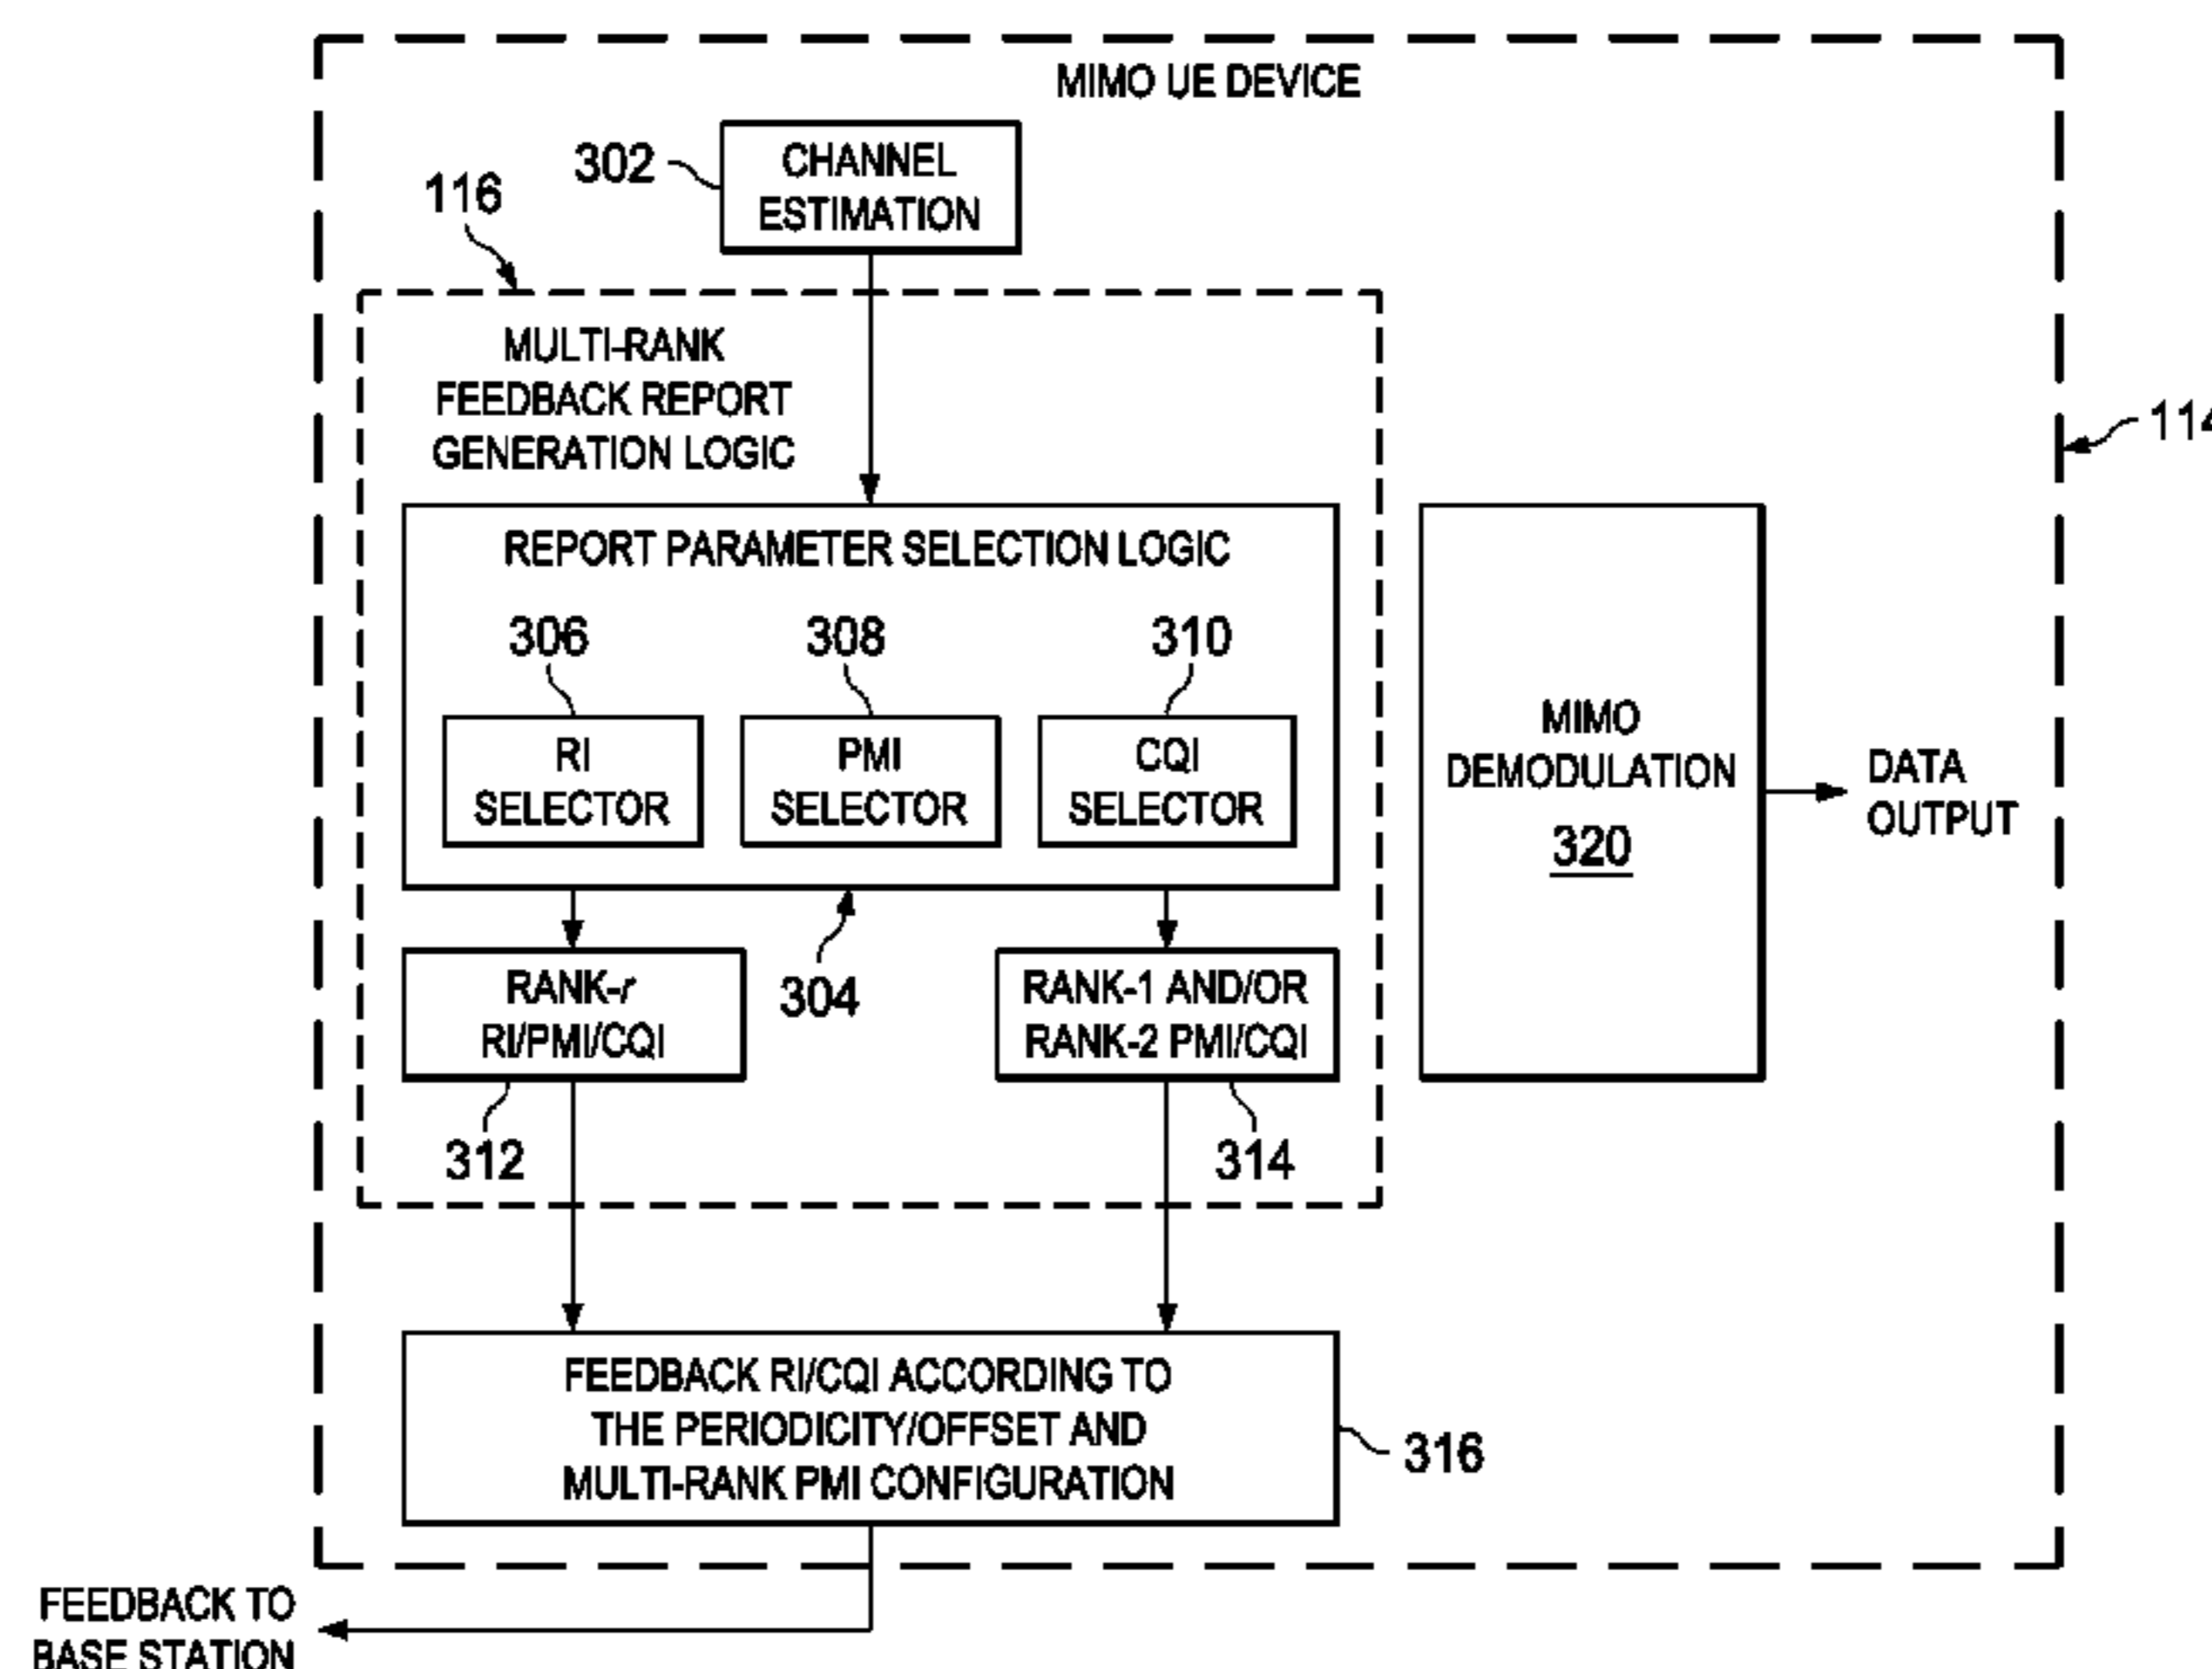 MIMO UE DEVICE
302
CHANNEL
ESTIMATION
116
MULTI-RANK
FEEDBACK REPORT
GENERATION LOGIC
114
REPORT PARAMETER SELECTION LOGIC
306
308
310
RI
SELECTOR
PMI
SELECTOR
CQI
SELECTOR
MIMO
DEMODULATION
320
DATA
OUTPUT
304
RANK-r
RI/PMI/CQI
RANK-1 AND/OR
RANK-2 PMI/CQI
312
314
FEEDBACK RI/CQI ACCORDING TO
THE PERIODICITY/OFFSET AND
MULTI-RANK PMI CONFIGURATION
316
FEEDBACK TO
BASE STATION